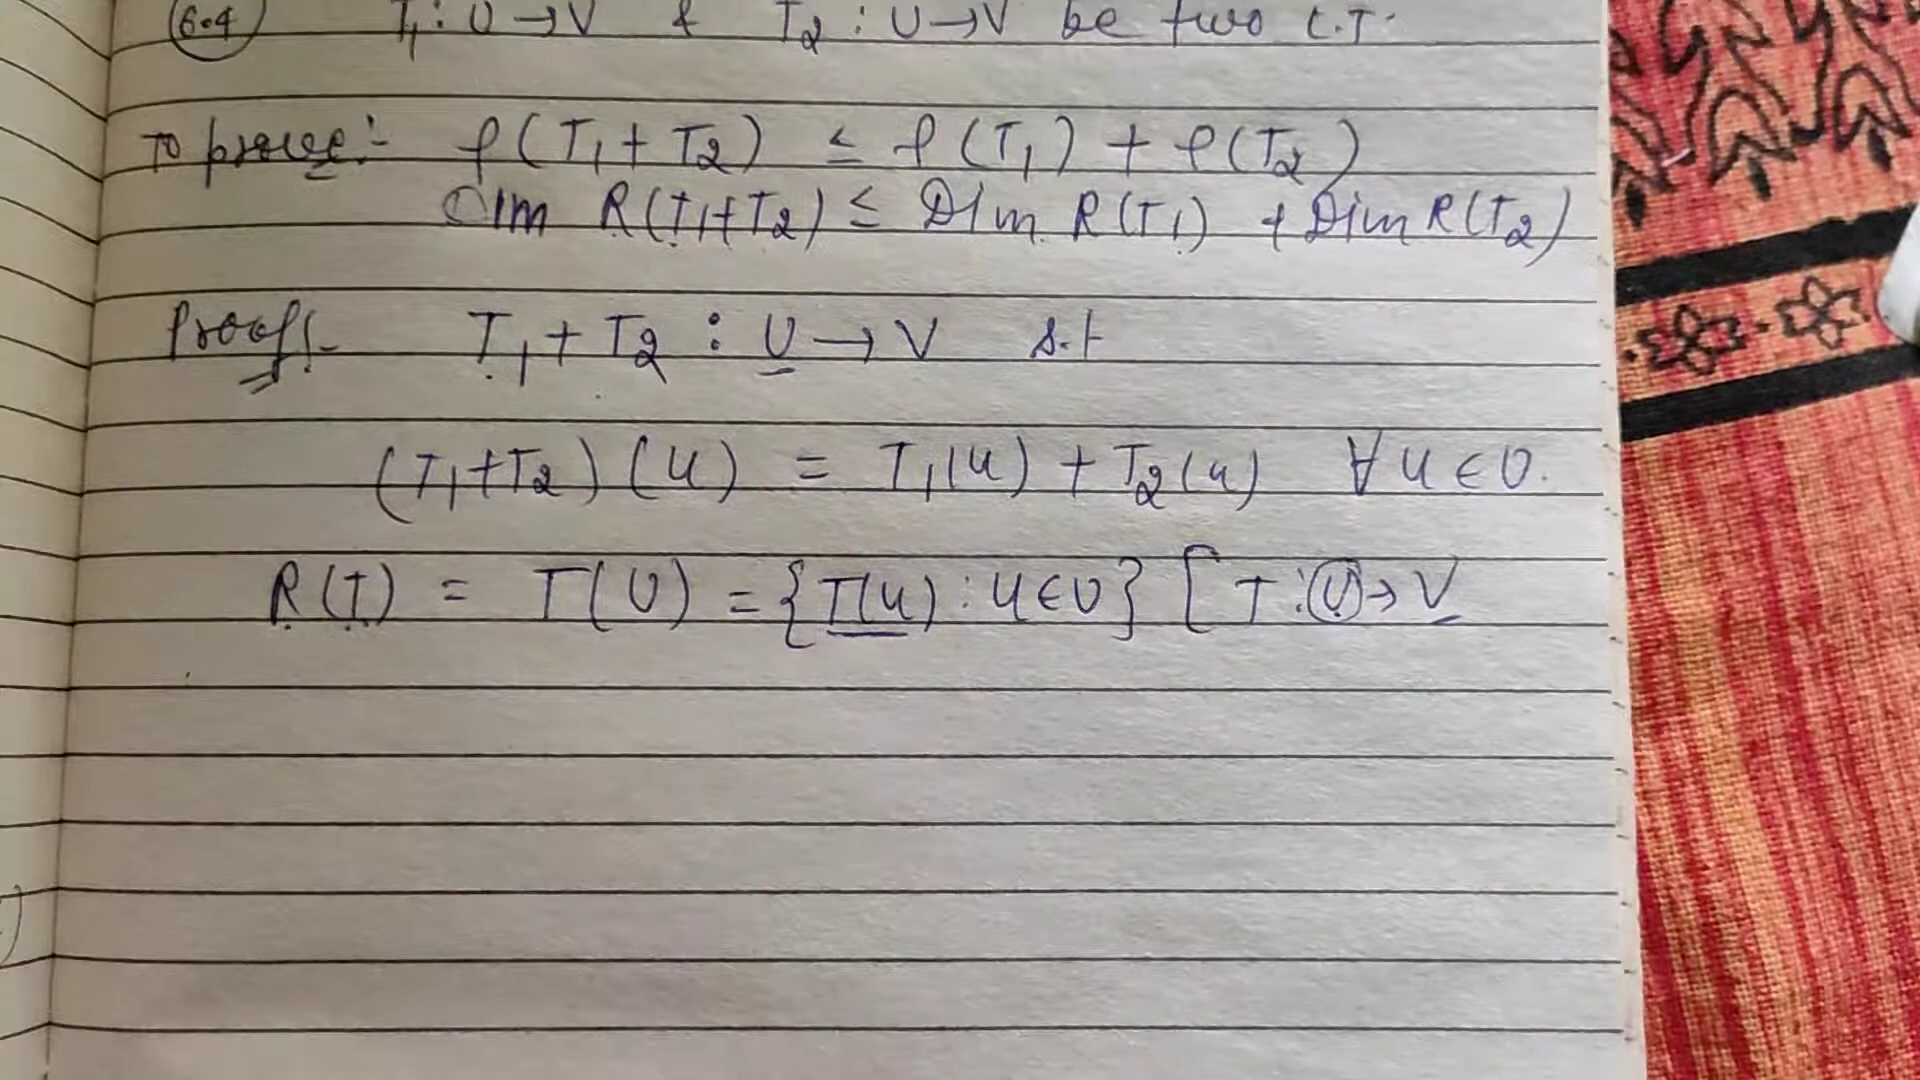 6.4 T₁ : U → V & T₂ : U → V be two L.T.
To prove:- ρ(T₁ + T₂) ≤ ρ(T₁) + ρ(T₂)
Dim R(T₁+T₂) ≤ Dim R(T₁) + Dim R(T₂)
Proof:- T₁ + T₂ : U → V s.t
(T₁+T₂)(u) = T₁(u) + T₂(u) ∀ u ∈ U.
R(T) = T(U) = {T(u) : u ∈ U} [T : U → V